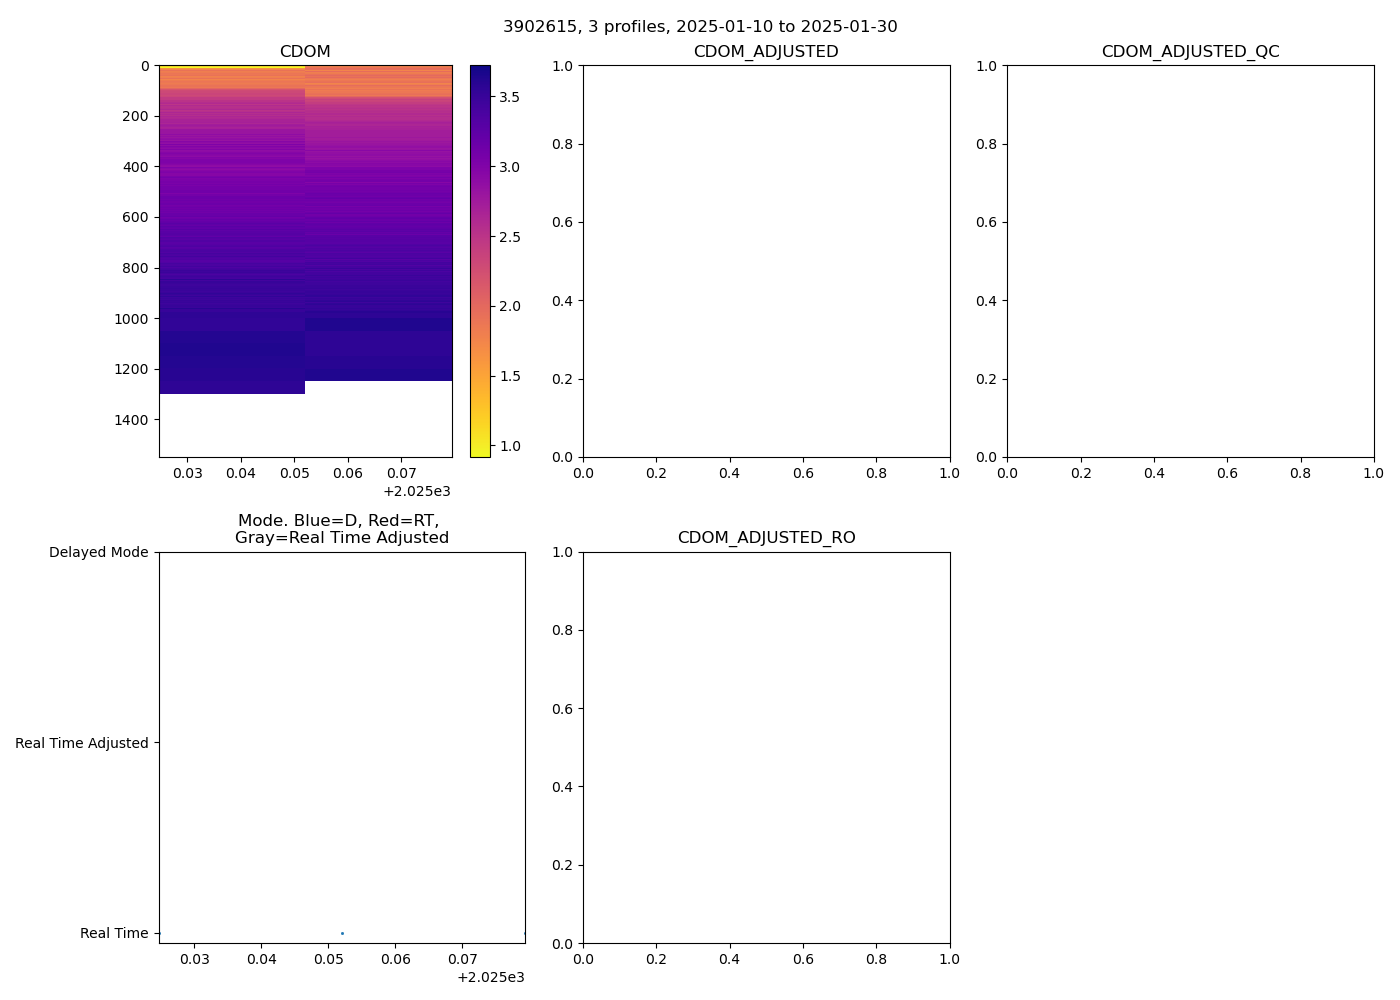 3902615, 3 profiles, 2025-01-10 to 2025-01-30
CDOM
0
200
400
600
800
1000
1200
1400
0.03 0.04 0.05 0.06 0.07
+2.025e3
3.5
3.0
2.5
2.0
1.5
1.0
CDOM_ADJUSTED
1.0
0.8
0.6
0.4
0.2
0.0
0.0 0.2 0.4 0.6 0.8 1.0
CDOM_ADJUSTED_QC
1.0
0.8
0.6
0.4
0.2
0.0
0.0 0.2 0.4 0.6 0.8 1.0
Mode. Blue=D, Red=RT,
Gray=Real Time Adjusted
Delayed Mode
Real Time Adjusted
Real Time
0.03 0.04 0.05 0.06 0.07
+2.025e3
CDOM_ADJUSTED_RO
1.0
0.8
0.6
0.4
0.2
0.0
0.0 0.2 0.4 0.6 0.8 1.0